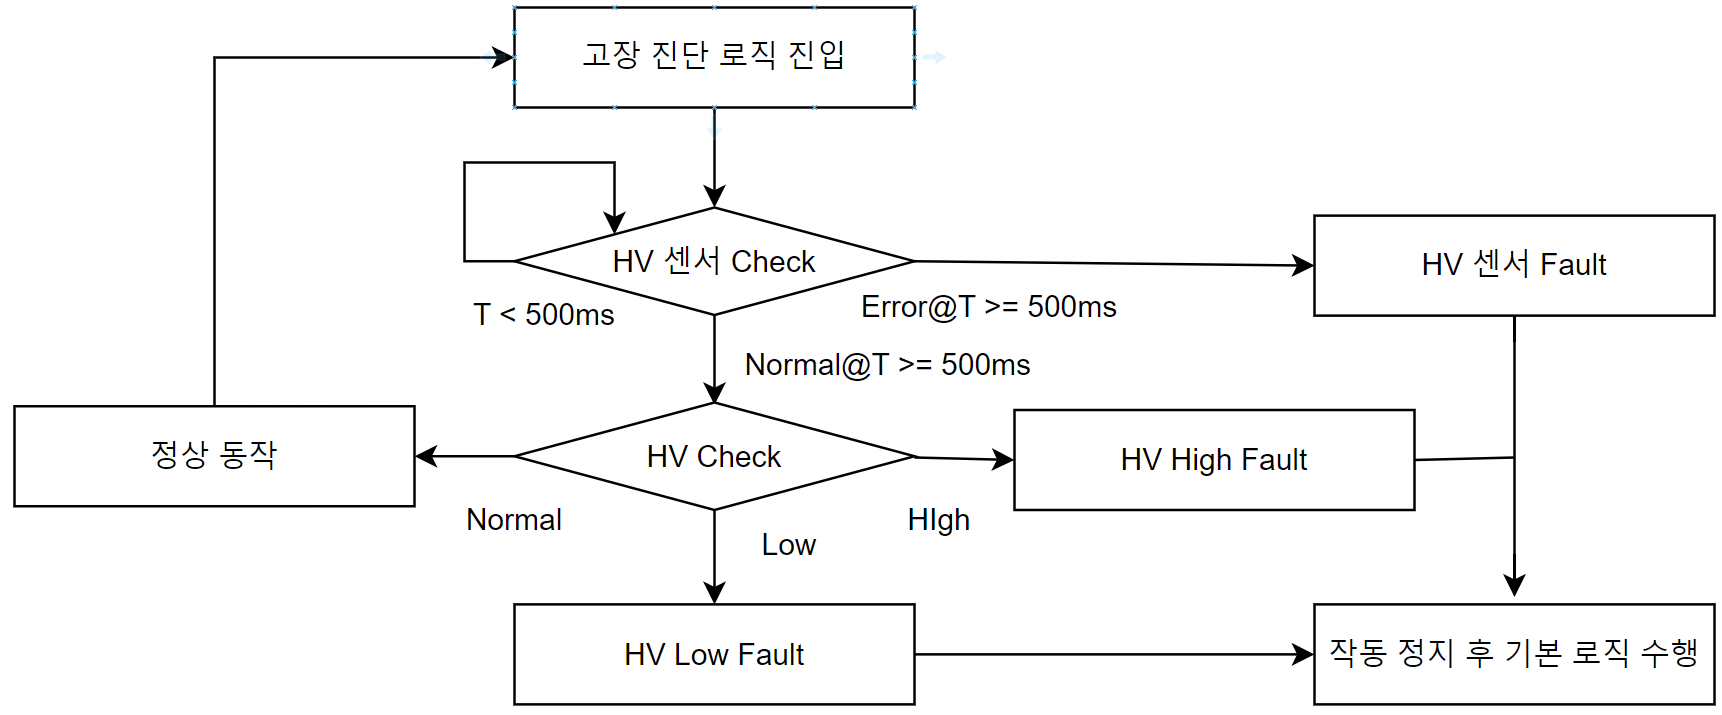 고장 진단 로직 진입
HV 센서 Check
HV 센서 Fault
T < 500ms
Error@T >= 500ms
Normal@T >= 500ms
정상 동작
HV Check
HV High Fault
Normal
HIgh
Low
HV Low Fault
작동 정지 후 기본 로직 수행